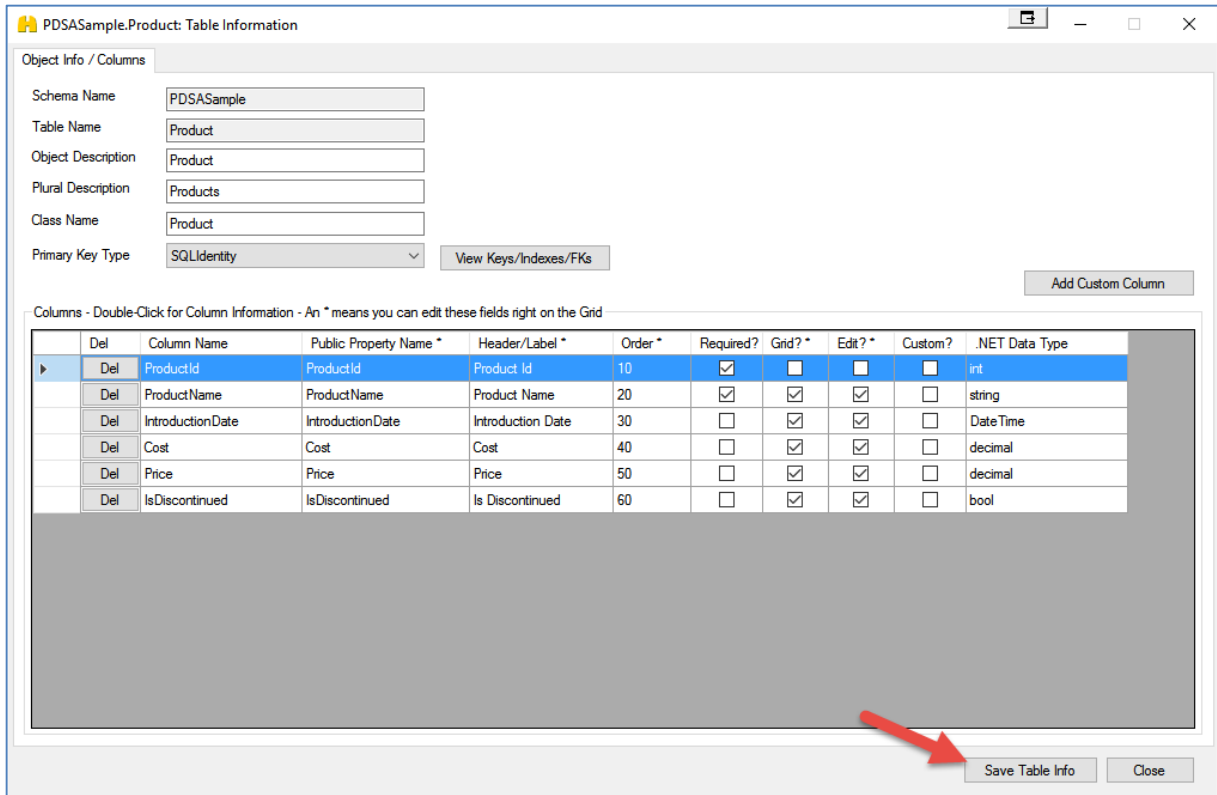 PDSASample.Product: Table Information
Object Info / Columns
Schema Name PDSASample
Table Name Product
Object Description Product
Plural Description Products
Class Name Product
Primary Key Type SQLIdentity View Keys/Indexes/FKs
Add Custom Column
Columns - Double-Click for Column Information - An * means you can edit these fields right on the Grid
Del Column Name Public Property Name * Header/Label * Order * Required? Grid? * Edit? * Custom? .NET Data Type
Del ProductId ProductId Product Id 10 int
Del ProductName ProductName Product Name 20 string
Del IntroductionDate IntroductionDate Introduction Date 30 DateTime
Del Cost Cost Cost 40 decimal
Del Price Price Price 50 decimal
Del IsDiscontinued IsDiscontinued Is Discontinued 60 bool
Save Table Info Close